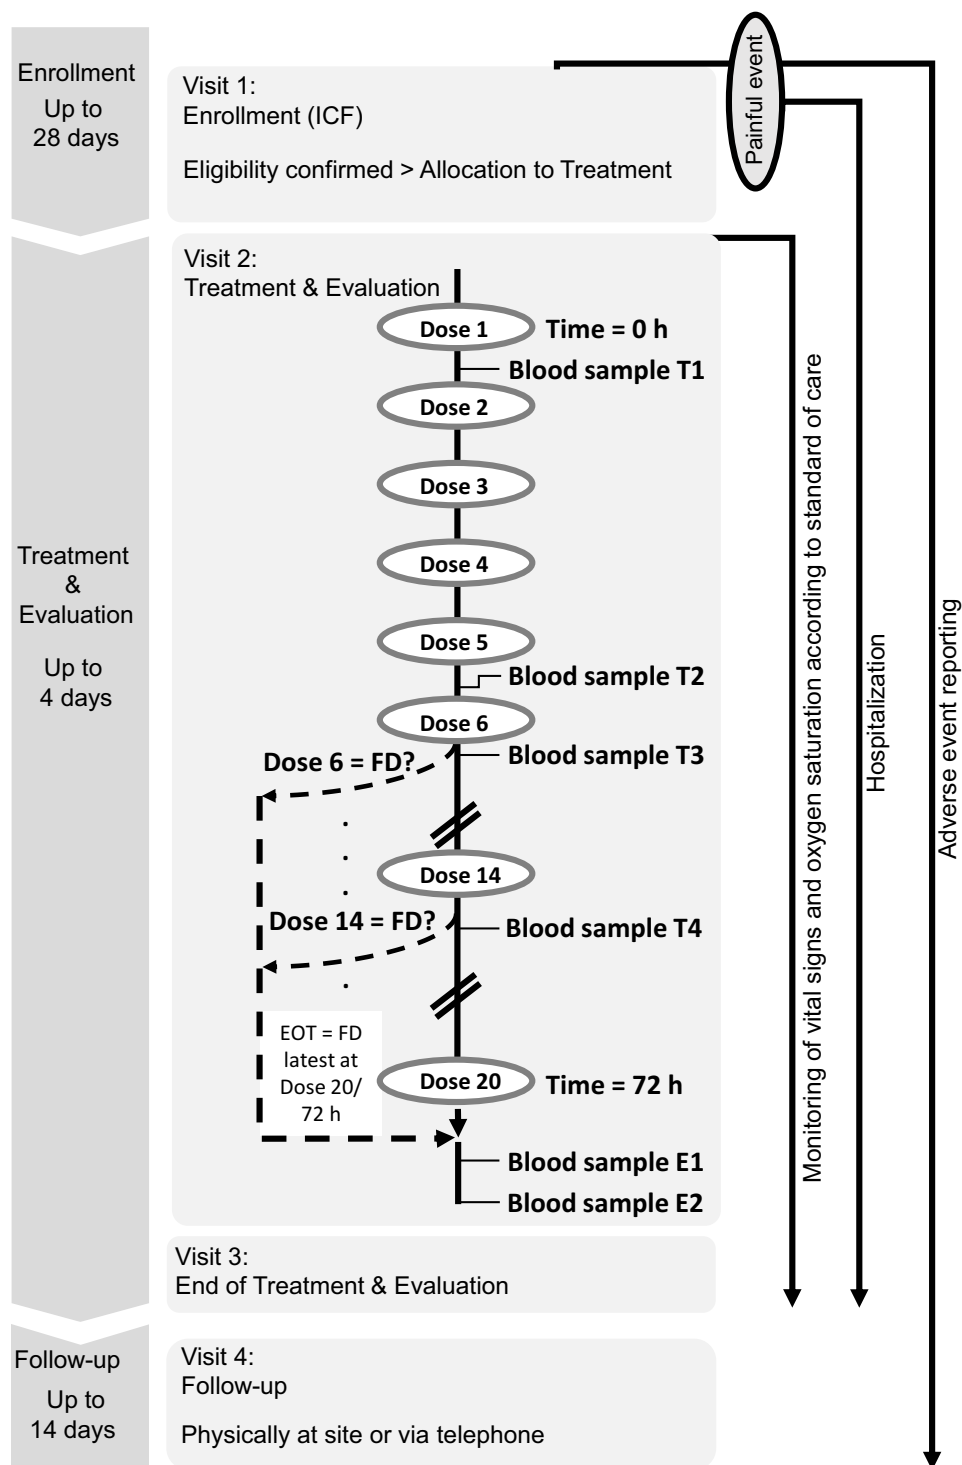 Enrollment
Up to
28 days
Visit 1:
Enrollment (ICF)
Eligibility confirmed > Allocation to Treatment
Painful event
Treatment
&
Evaluation
Up to
4 days
Visit 2:
Treatment & Evaluation
Dose 1
Time = 0 h
Blood sample T1
Dose 2
Dose 3
Dose 4
Dose 5
Blood sample T2
Dose 6
Blood sample T3
Dose 6 = FD?
Dose 14
Dose 14 = FD?
Blood sample T4
EOT = FD
latest at
Dose 20/
72 h
Dose 20
Time = 72 h
Blood sample E1
Blood sample E2
Monitoring of vital signs and oxygen saturation according to standard of care
Hospitalization
Adverse event reporting
Visit 3:
End of Treatment & Evaluation
Follow-up
Up to
14 days
Visit 4:
Follow-up
Physically at site or via telephone